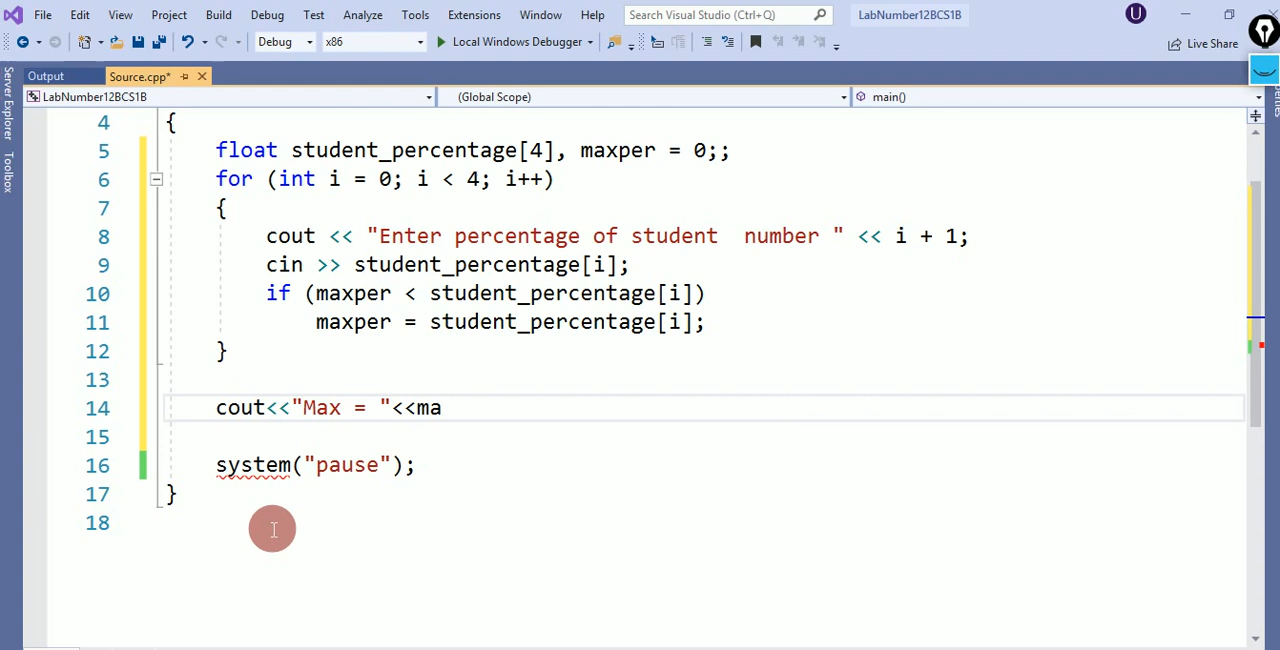 File Edit View Project Build Debug Test Analyze Tools Extensions Window Help Search Visual Studio (Ctrl+Q) LabNumber12BCS1B U
Debug x86 Local Windows Debugger Live Share
Output Source.cpp*
LabNumber12BCS1B (Global Scope) main()
Server Explorer
Toolbox
4 {
5 float student_percentage[4], maxper = 0;;
6 for (int i = 0; i < 4; i++)
7 {
8 cout << "Enter percentage of student  number " << i + 1;
9 cin >> student_percentage[i];
10 if (maxper < student_percentage[i])
11 maxper = student_percentage[i];
12 }
13
14 cout<<"Max = "<<ma
15
16 system("pause");
17 }
18